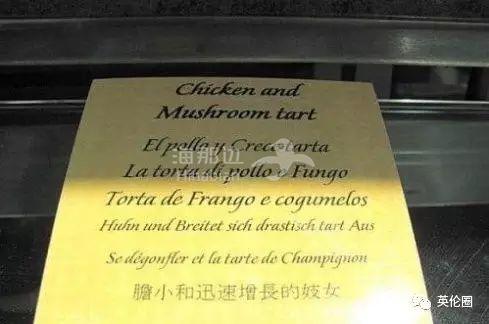 Chicken and
Mushroom tart
El pollo y Crece tarta
La torta di pollo e Fungo
Torta de Frango e cogumelos
Huhn und Breitet sich drastisch tart Aus
Se dégonfler et la tarte de Champignon
膽小和迅速增長的妓女
海那边
英伦圈